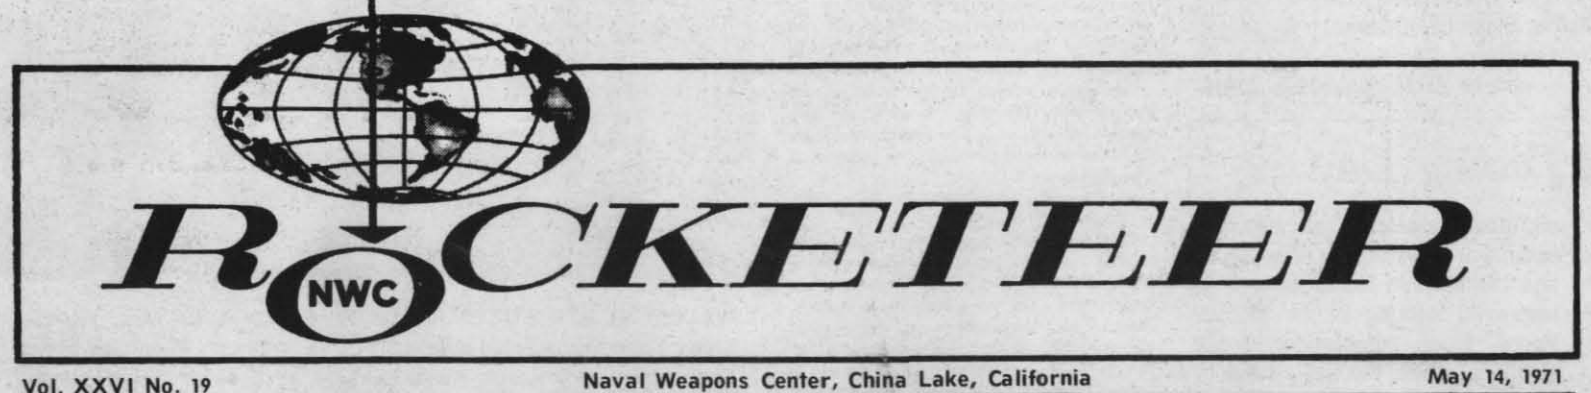 ROCKETEER
NWC
Vol. XXVI No. 19 Naval Weapons Center, China Lake, California May 14, 1971